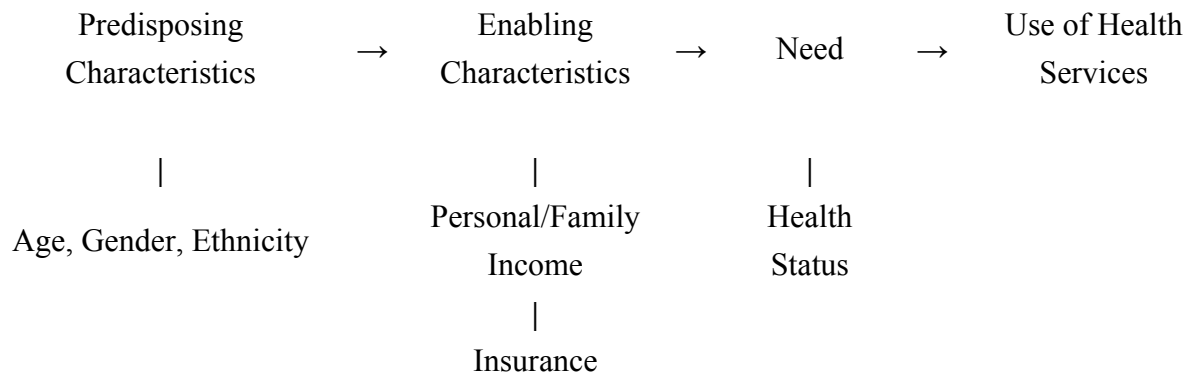 Predisposing
Characteristics
→
Enabling
Characteristics
→
Need
→
Use of Health
Services
|
|
|
Age, Gender, Ethnicity
Personal/Family
Income
|
Insurance
Health
Status